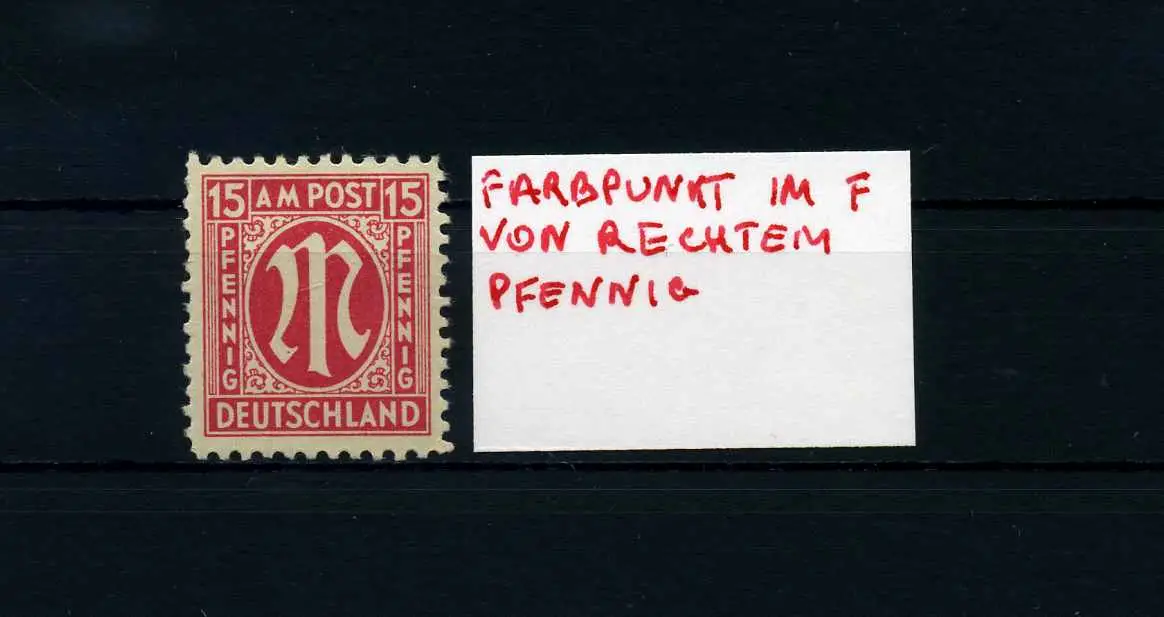 15 AM POST 15
PFENNIG
M
PFENNIG
DEUTSCHLAND
FARBPUNKT IM F
VON RECHTEM
PFENNIG